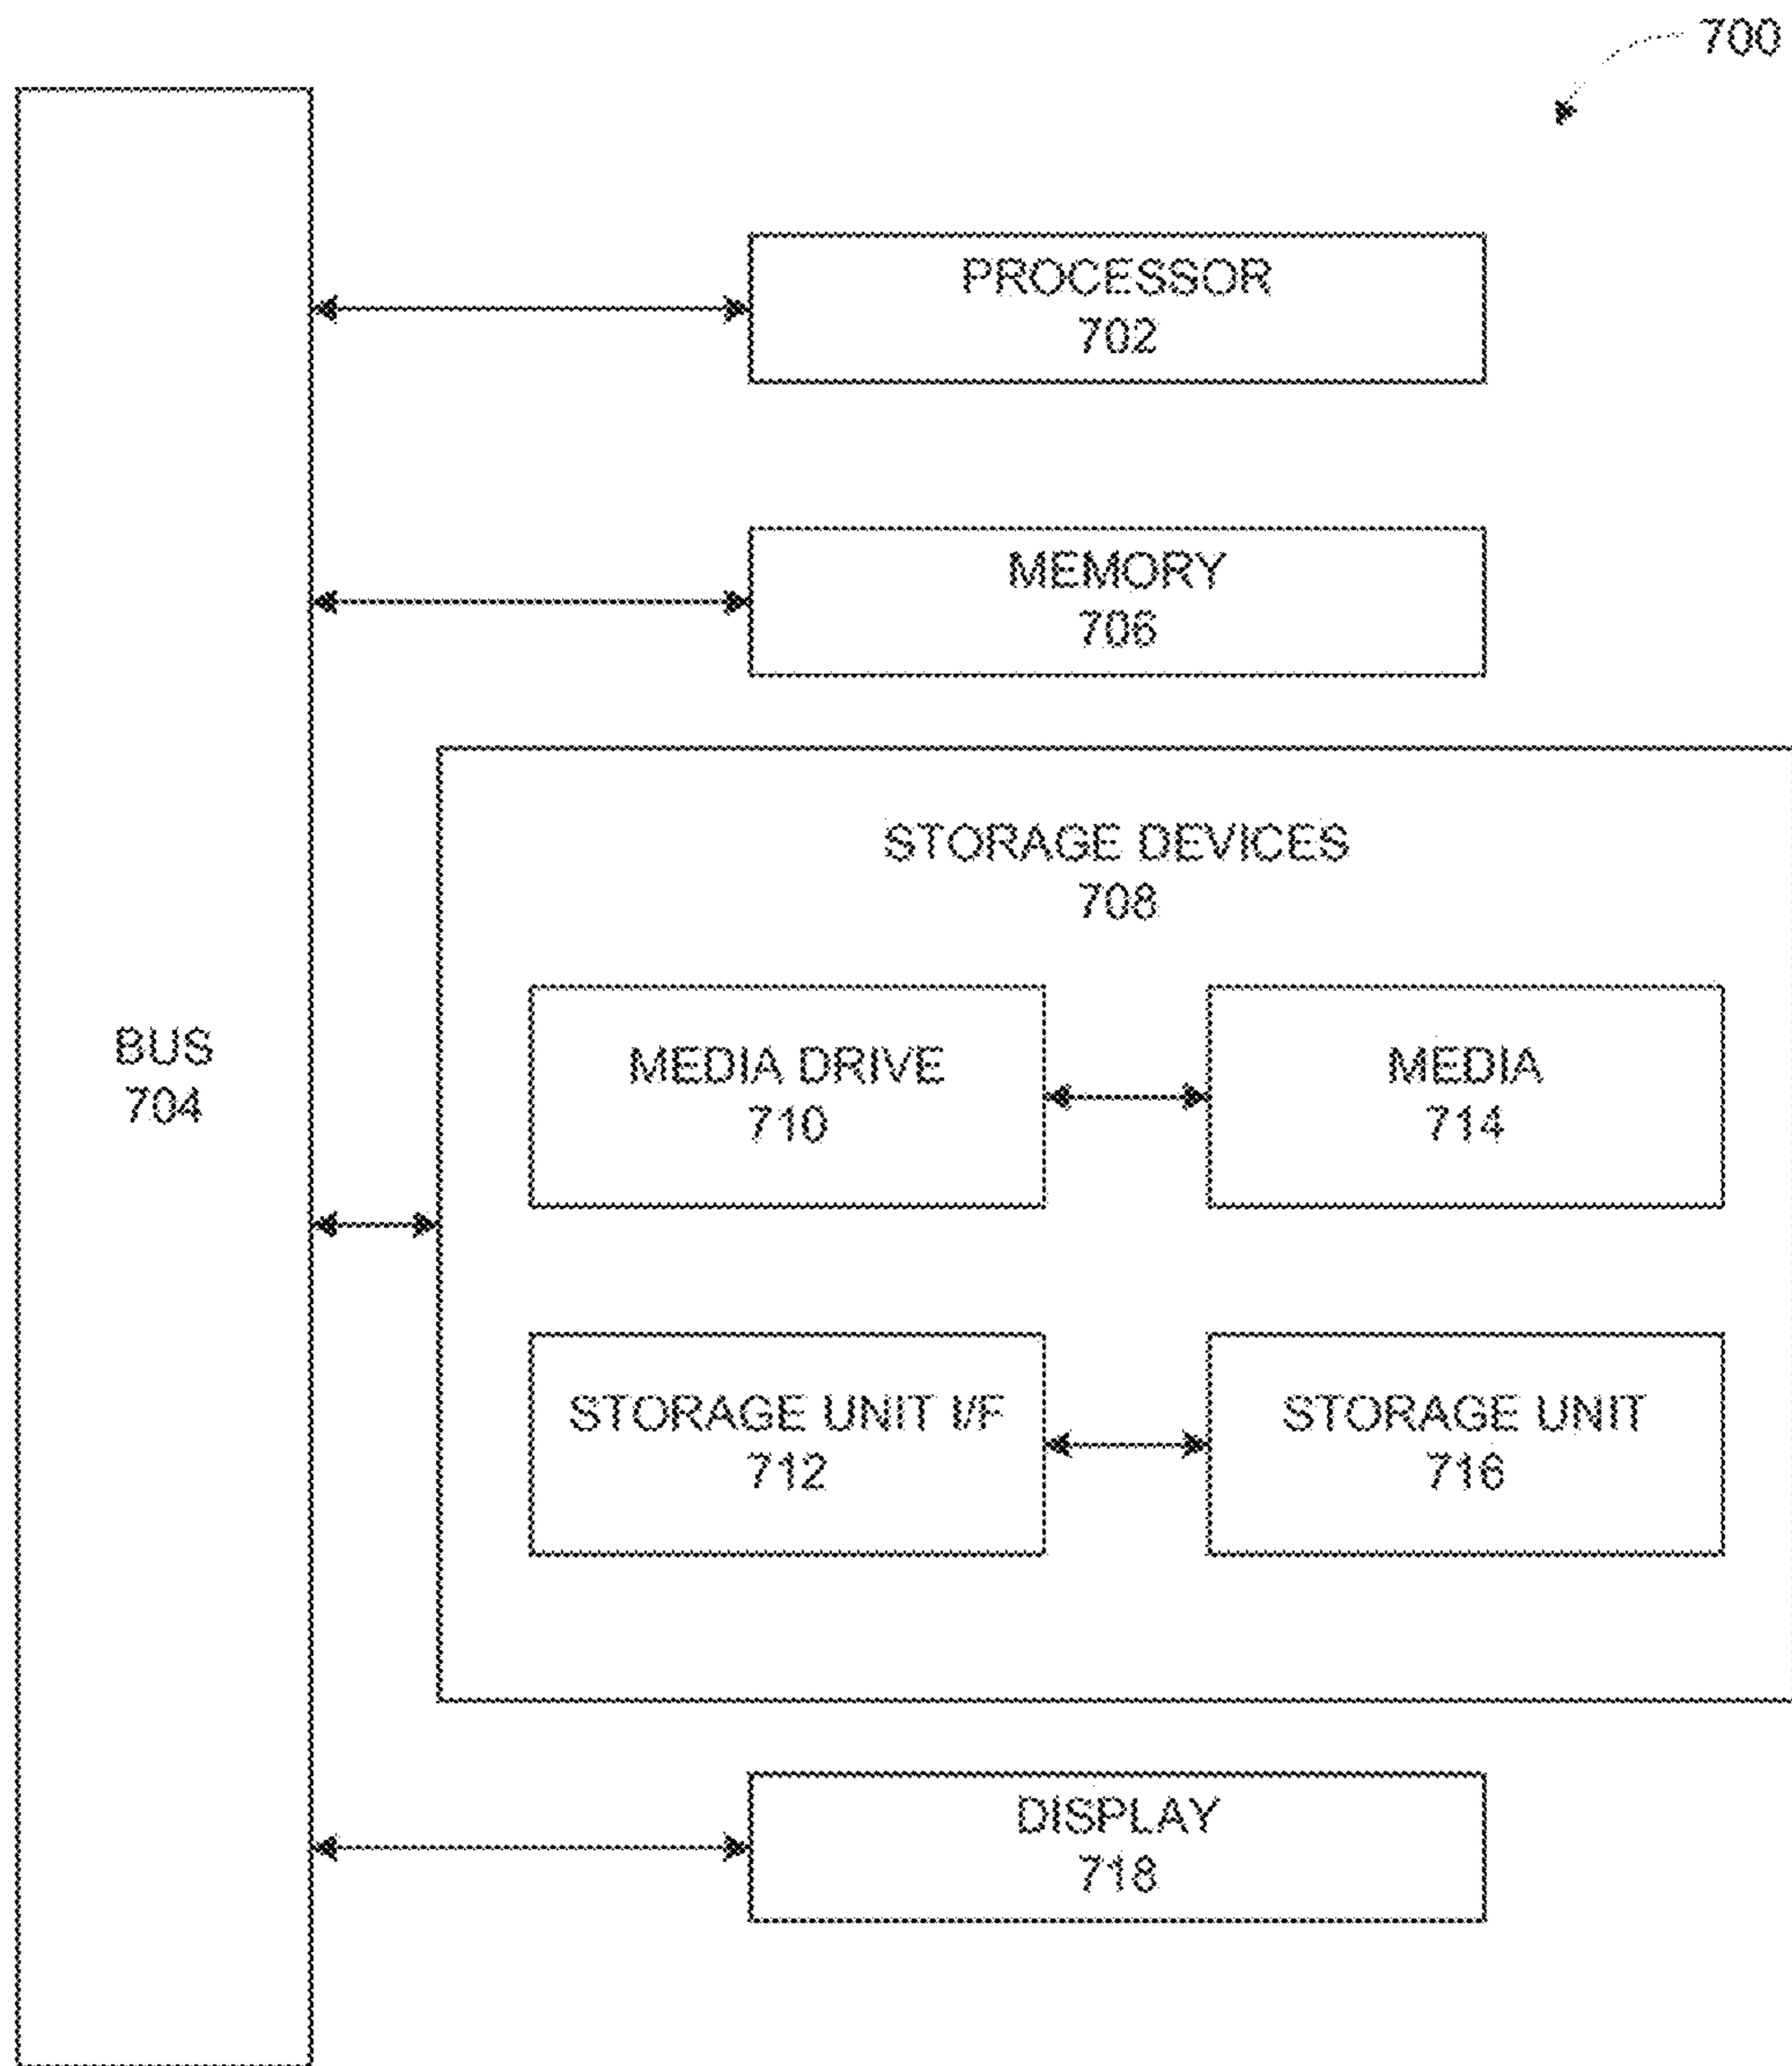 700
PROCESSOR
702
MEMORY
706
STORAGE DEVICES
708
BUS
704
MEDIA DRIVE
710
MEDIA
714
STORAGE UNIT I/F
712
STORAGE UNIT
716
DISPLAY
718